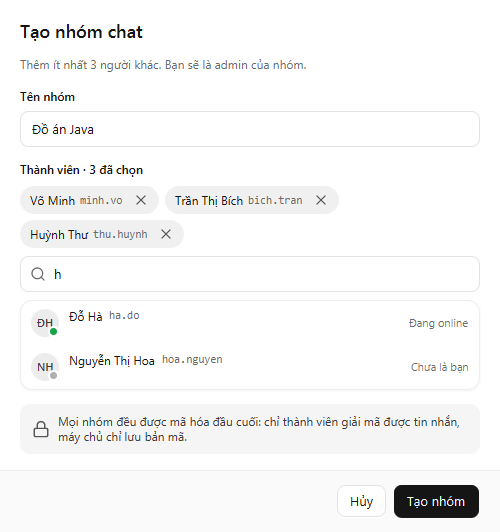 Tạo nhóm chat
Thêm ít nhất 3 người khác. Bạn sẽ là admin của nhóm.
Tên nhóm
Đồ án Java
Thành viên · 3 đã chọn
Võ Minh minh.vo
Trần Thị Bích bich.tran
Huỳnh Thư thu.huynh
h
ĐH Đỗ Hà ha.do Đang online
NH Nguyễn Thị Hoa hoa.nguyen Chưa là bạn
Mọi nhóm đều được mã hóa đầu cuối: chỉ thành viên giải mã được tin nhắn,
máy chủ chỉ lưu bản mã.
Hủy Tạo nhóm